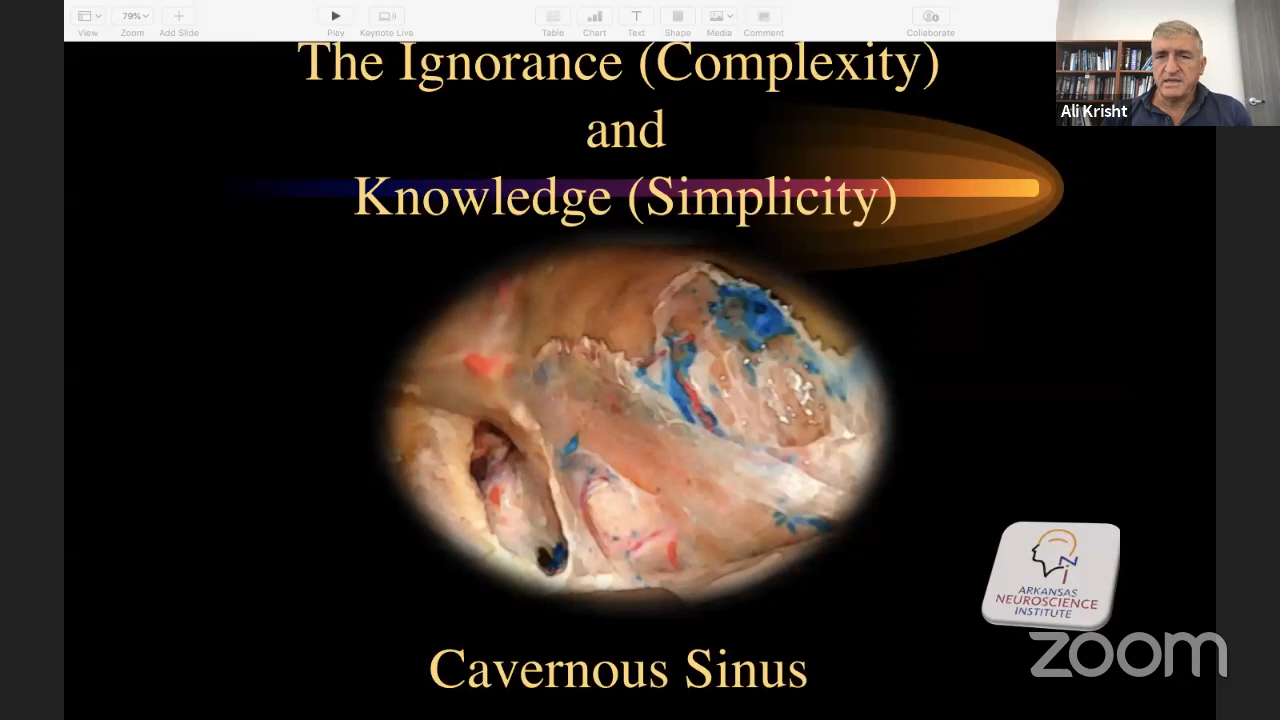 79%
View
Zoom
Add Slide
Play
Keynote Live
Table
Chart
Text
Shape
Media
Comment
Collaborate
Ali Krisht
The Ignorance (Complexity)
and
Knowledge (Simplicity)
ARKANSAS
NEUROSCIENCE
INSTITUTE
zoom
Cavernous Sinus